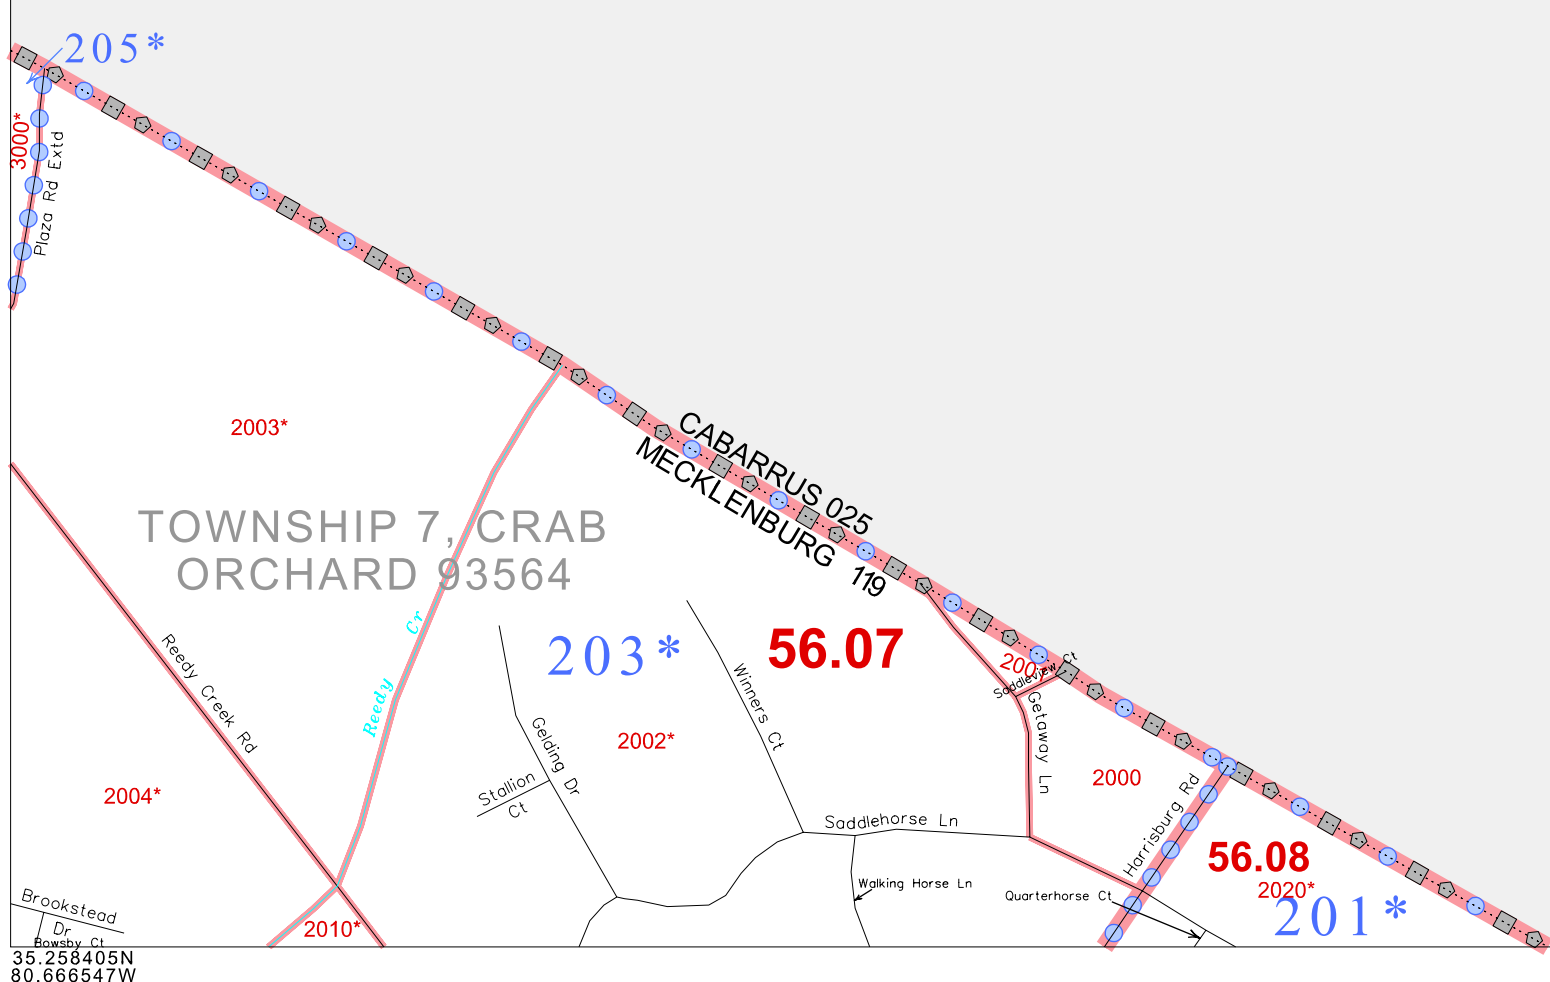 205*
3000*
Plaza Rd Extd
2003*
CABARRUS 025
MECKLENBURG 119
TOWNSHIP 7, CRAB
ORCHARD 93564
Reedy Cr
Reedy Creek Rd
203*
56.07
Winners Ct
Gelding Dr
2002*
Stallion
Ct
Saddleview Ct
Getaway Ln
2000
Harrisburg Rd
2004*
Saddlehorse Ln
56.08
2020*
201*
Walking Horse Ln
Quarterhorse Ct
Brookstead
Dr
Bowsby Ct
2010*
35.258405N
80.666547W